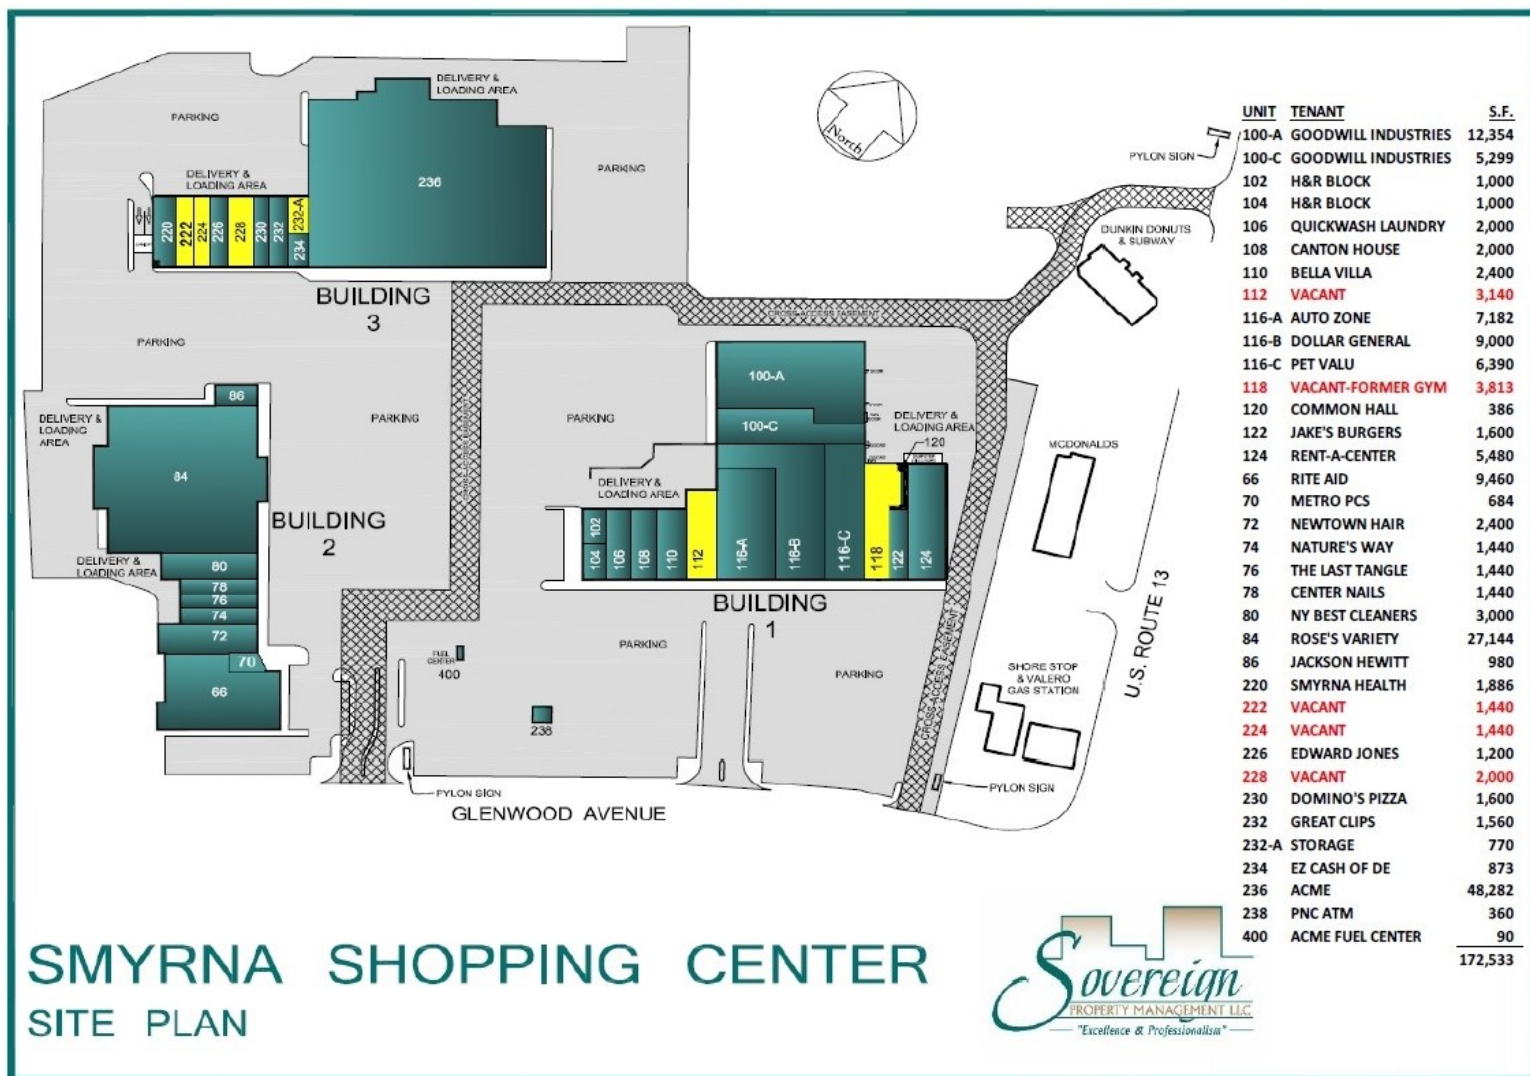 DELIVERY &
LOADING AREA
PARKING
236
PARKING
DELIVERY &
LOADING AREA
220
222
224
226
228
230
232
232-A
234
BUILDING
3
North
PYLON SIGN
DUNKIN DONUTS
& SUBWAY
CROSS-ACCESS EASEMENT
PARKING
86
DELIVERY &
LOADING
AREA
84
PARKING
CROSS-ACCESS EASEMENT
BUILDING
2
DELIVERY &
LOADING AREA
80
78
76
74
72
70
66
PARKING
100-A
100-C
DELIVERY &
LOADING AREA
120
DELIVERY &
LOADING AREA
102
104
106
108
110
112
116-A
116-B
116-C
118
122
124
BUILDING
1
MCDONALDS
U.S. ROUTE 13
PARKING
FUEL
CENTER
400
238
PARKING
CROSS-ACCESS EASEMENT
SHORE STOP
& VALERO
GAS STATION
PYLON SIGN
PYLON SIGN
GLENWOOD AVENUE
UNIT TENANT S.F.
100-A GOODWILL INDUSTRIES 12,354
100-C GOODWILL INDUSTRIES 5,299
102 H&R BLOCK 1,000
104 H&R BLOCK 1,000
106 QUICKWASH LAUNDRY 2,000
108 CANTON HOUSE 2,000
110 BELLA VILLA 2,400
112 VACANT 3,140
116-A AUTO ZONE 7,182
116-B DOLLAR GENERAL 9,000
116-C PET VALU 6,390
118 VACANT-FORMER GYM 3,813
120 COMMON HALL 386
122 JAKE'S BURGERS 1,600
124 RENT-A-CENTER 5,480
66 RITE AID 9,460
70 METRO PCS 684
72 NEWTOWN HAIR 2,400
74 NATURE'S WAY 1,440
76 THE LAST TANGLE 1,440
78 CENTER NAILS 1,440
80 NY BEST CLEANERS 3,000
84 ROSE'S VARIETY 27,144
86 JACKSON HEWITT 980
220 SMYRNA HEALTH 1,886
222 VACANT 1,440
224 VACANT 1,440
226 EDWARD JONES 1,200
228 VACANT 2,000
230 DOMINO'S PIZZA 1,600
232 GREAT CLIPS 1,560
232-A STORAGE 770
234 EZ CASH OF DE 873
236 ACME 48,282
238 PNC ATM 360
400 ACME FUEL CENTER 90
172,533
SMYRNA SHOPPING CENTER
SITE PLAN
Sovereign
PROPERTY MANAGEMENT LLC
"Excellence & Professionalism"